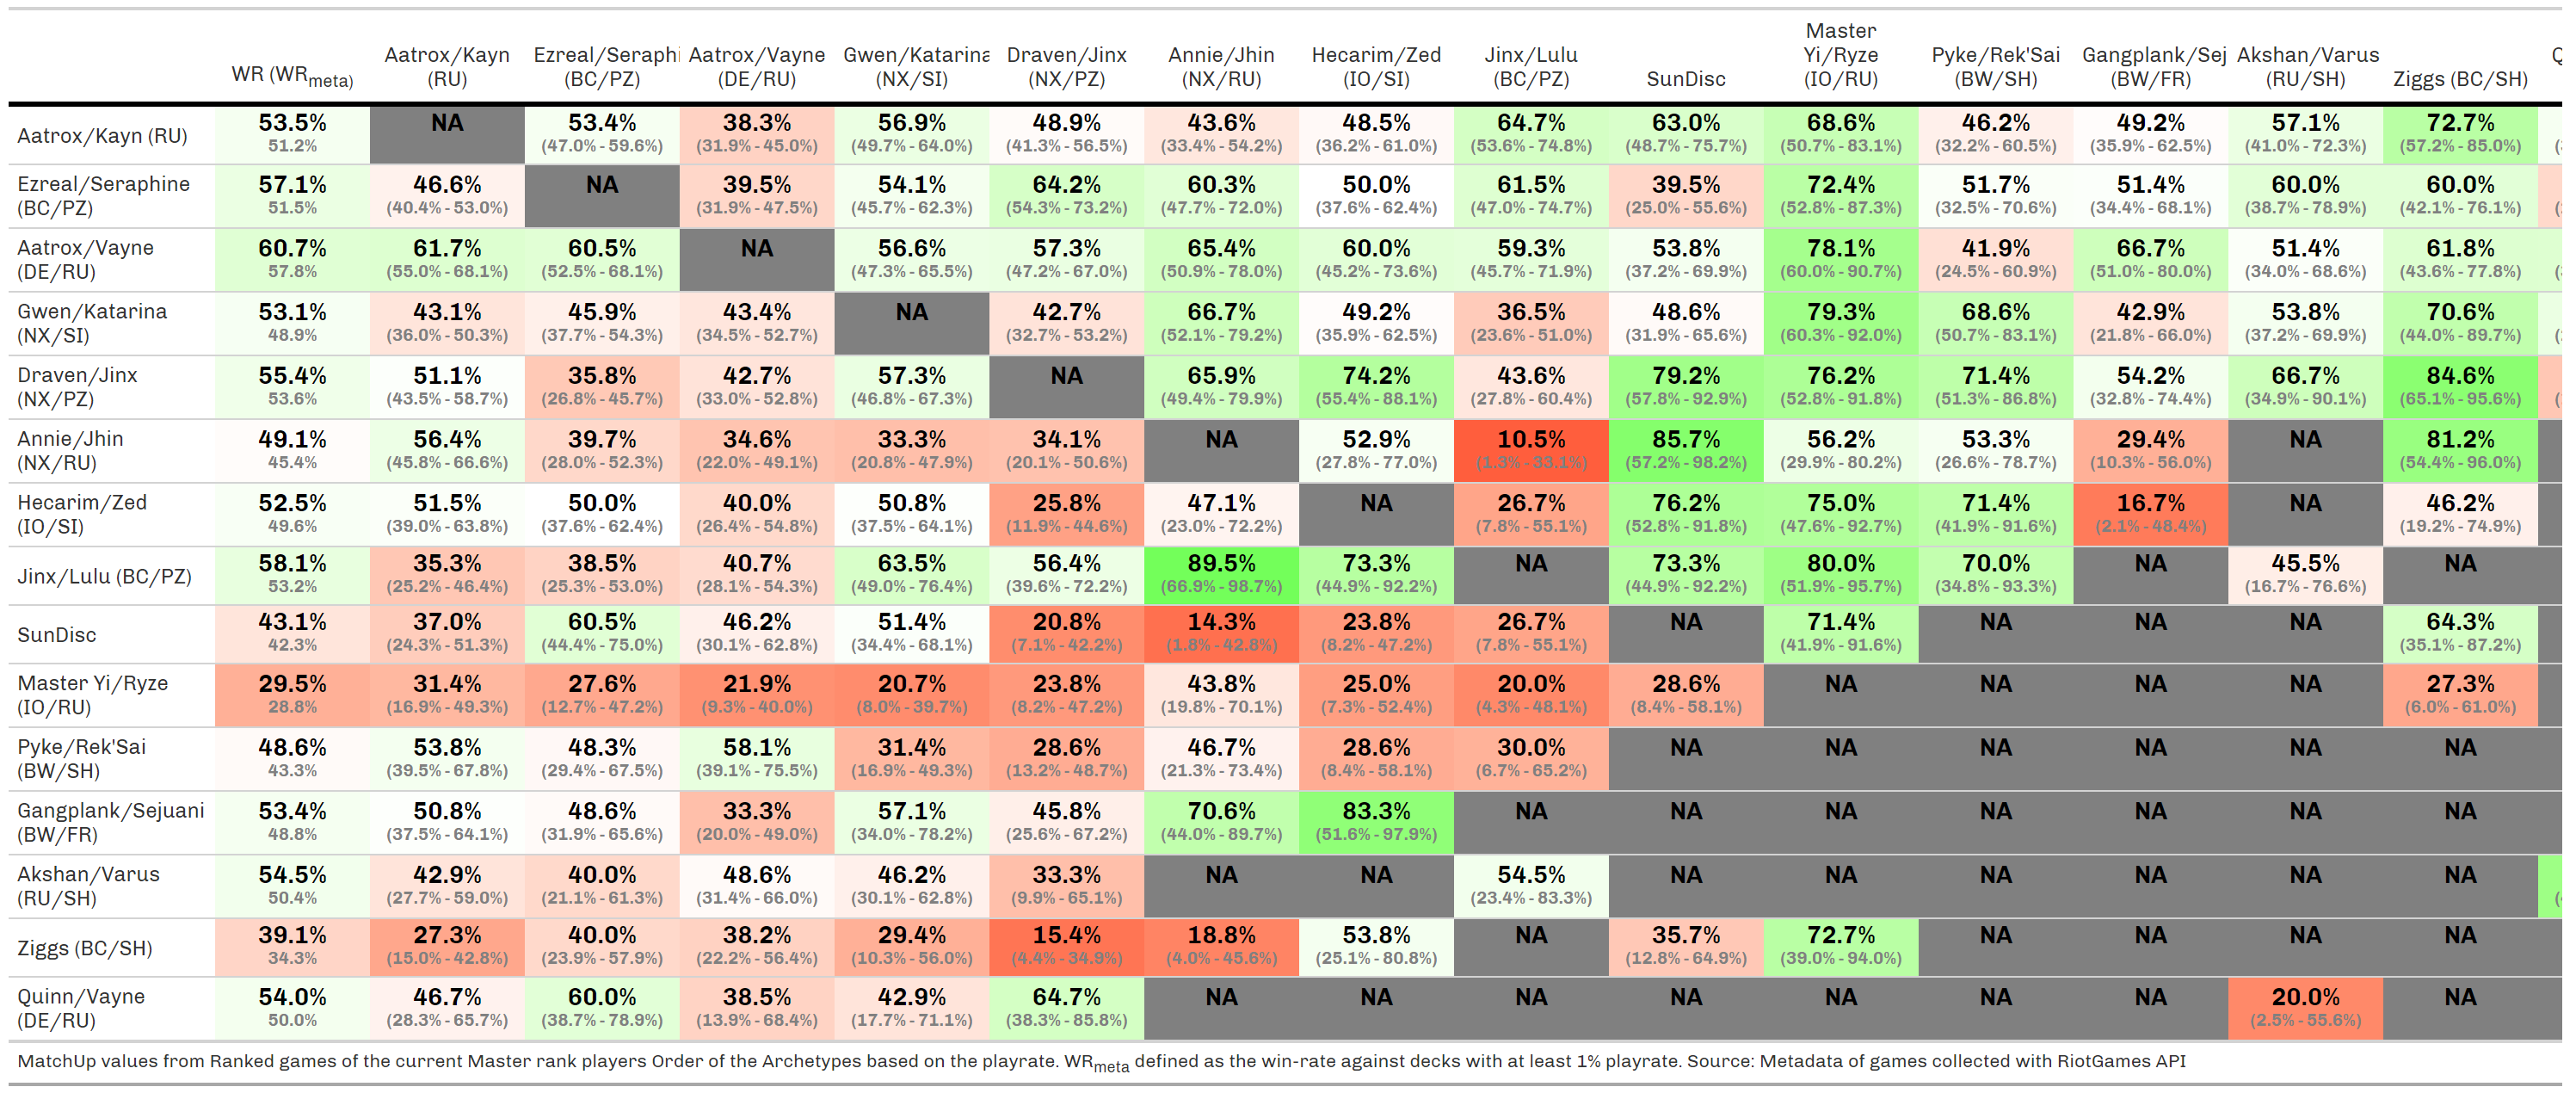 WR (WRmeta) Aatrox/Kayn (RU) Ezreal/Seraphi (BC/PZ) Aatrox/Vayne (DE/RU) Gwen/Katarina (NX/SI) Draven/Jinx (NX/PZ) Annie/Jhin (NX/RU) Hecarim/Zed (IO/SI) Jinx/Lulu (BC/PZ) SunDisc Master Yi/Ryze (IO/RU) Pyke/Rek'Sai (BW/SH) Gangplank/Sej (BW/FR) Akshan/Varus (RU/SH) Ziggs (BC/SH) Q
Aatrox/Kayn (RU) 53.5% NA 53.4% 38.3% 56.9% 48.9% 43.6% 48.5% 64.7% 63.0% 68.6% 46.2% 49.2% 57.1% 72.7%
51.2% (47.0% - 59.6%) (31.9% - 45.0%) (49.7% - 64.0%) (41.3% - 56.5%) (33.4% - 54.2%) (36.2% - 61.0%) (53.6% - 74.8%) (48.7% - 75.7%) (50.7% - 83.1%) (32.2% - 60.5%) (35.9% - 62.5%) (41.0% - 72.3%) (57.2% - 85.0%)
Ezreal/Seraphine 57.1% 46.6% NA 39.5% 54.1% 64.2% 60.3% 50.0% 61.5% 39.5% 72.4% 51.7% 51.4% 60.0% 60.0%
(BC/PZ) 51.5% (40.4% - 53.0%) (31.9% - 47.5%) (45.7% - 62.3%) (54.3% - 73.2%) (47.7% - 72.0%) (37.6% - 62.4%) (47.0% - 74.7%) (25.0% - 55.6%) (52.8% - 87.3%) (32.5% - 70.6%) (34.4% - 68.1%) (38.7% - 78.9%) (42.1% - 76.1%)
Aatrox/Vayne 60.7% 61.7% 60.5% NA 56.6% 57.3% 65.4% 60.0% 59.3% 53.8% 78.1% 41.9% 66.7% 51.4% 61.8%
(DE/RU) 57.8% (55.0% - 68.1%) (52.5% - 68.1%) (47.3% - 65.5%) (47.2% - 67.0%) (50.9% - 78.0%) (45.2% - 73.6%) (45.7% - 71.9%) (37.2% - 69.9%) (60.0% - 90.7%) (24.5% - 60.9%) (51.0% - 80.0%) (34.0% - 68.6%) (43.6% - 77.8%)
Gwen/Katarina 53.1% 43.1% 45.9% 43.4% NA 42.7% 66.7% 49.2% 36.5% 48.6% 79.3% 68.6% 42.9% 53.8% 70.6%
(NX/SI) 48.9% (36.0% - 50.3%) (37.7% - 54.3%) (34.5% - 52.7%) (32.7% - 53.2%) (52.1% - 79.2%) (35.9% - 62.5%) (23.6% - 51.0%) (31.9% - 65.6%) (60.3% - 92.0%) (50.7% - 83.1%) (21.8% - 66.0%) (37.2% - 69.9%) (44.0% - 89.7%)
Draven/Jinx 55.4% 51.1% 35.8% 42.7% 57.3% NA 65.9% 74.2% 43.6% 79.2% 76.2% 71.4% 54.2% 66.7% 84.6%
(NX/PZ) 53.6% (43.5% - 58.7%) (26.8% - 45.7%) (33.0% - 52.8%) (46.8% - 67.3%) (49.4% - 79.9%) (55.4% - 88.1%) (27.8% - 60.4%) (57.8% - 92.9%) (52.8% - 91.8%) (51.3% - 86.8%) (32.8% - 74.4%) (34.9% - 90.1%) (65.1% - 95.6%)
Annie/Jhin 49.1% 56.4% 39.7% 34.6% 33.3% 34.1% NA 52.9% 10.5% 85.7% 56.2% 53.3% 29.4% NA 81.2%
(NX/RU) 45.4% (45.8% - 66.6%) (28.0% - 52.3%) (22.0% - 49.1%) (20.8% - 47.9%) (20.1% - 50.6%) (27.8% - 77.0%) (1.3% - 33.1%) (57.2% - 98.2%) (29.9% - 80.2%) (26.6% - 78.7%) (10.3% - 56.0%) (54.4% - 96.0%)
Hecarim/Zed 52.5% 51.5% 50.0% 40.0% 50.8% 25.8% 47.1% NA 26.7% 76.2% 75.0% 71.4% 16.7% NA 46.2%
(IO/SI) 49.6% (39.0% - 63.8%) (37.6% - 62.4%) (26.4% - 54.8%) (37.5% - 64.1%) (11.9% - 44.6%) (23.0% - 72.2%) (7.8% - 55.1%) (52.8% - 91.8%) (47.6% - 92.7%) (41.9% - 91.6%) (2.1% - 48.4%) (19.2% - 74.9%)
Jinx/Lulu (BC/PZ) 58.1% 35.3% 38.5% 40.7% 63.5% 56.4% 89.5% 73.3% NA 73.3% 80.0% 70.0% NA 45.5% NA
53.2% (25.2% - 46.4%) (25.3% - 53.0%) (28.1% - 54.3%) (49.0% - 76.4%) (39.6% - 72.2%) (66.9% - 98.7%) (44.9% - 92.2%) (44.9% - 92.2%) (51.9% - 95.7%) (34.8% - 93.3%) (16.7% - 76.6%)
SunDisc 43.1% 37.0% 60.5% 46.2% 51.4% 20.8% 14.3% 23.8% 26.7% NA 71.4% NA NA NA 64.3%
42.3% (24.3% - 51.3%) (44.4% - 75.0%) (30.1% - 62.8%) (34.4% - 68.1%) (7.1% - 42.2%) (1.8% - 42.8%) (8.2% - 47.2%) (7.8% - 55.1%) (41.9% - 91.6%) (35.1% - 87.2%)
Master Yi/Ryze 29.5% 31.4% 27.6% 21.9% 20.7% 23.8% 43.8% 25.0% 20.0% 28.6% NA NA NA NA 27.3%
(IO/RU) 28.8% (16.9% - 49.3%) (12.7% - 47.2%) (9.3% - 40.0%) (8.0% - 39.7%) (8.2% - 47.2%) (19.8% - 70.1%) (7.3% - 52.4%) (4.3% - 48.1%) (8.4% - 58.1%) (6.0% - 61.0%)
Pyke/Rek'Sai 48.6% 53.8% 48.3% 58.1% 31.4% 28.6% 46.7% 28.6% 30.0% NA NA NA NA NA NA
(BW/SH) 43.3% (39.5% - 67.8%) (29.4% - 67.5%) (39.1% - 75.5%) (16.9% - 49.3%) (13.2% - 48.7%) (21.3% - 73.4%) (8.4% - 58.1%) (6.7% - 65.2%)
Gangplank/Sejuani 53.4% 50.8% 48.6% 33.3% 57.1% 45.8% 70.6% 83.3% NA NA NA NA NA NA NA
(BW/FR) 48.8% (37.5% - 64.1%) (31.9% - 65.6%) (20.0% - 49.0%) (34.0% - 78.2%) (25.6% - 67.2%) (44.0% - 89.7%) (51.6% - 97.9%)
Akshan/Varus 54.5% 42.9% 40.0% 48.6% 46.2% 33.3% NA NA 54.5% NA NA NA NA NA NA
(RU/SH) 50.4% (27.7% - 59.0%) (21.1% - 61.3%) (31.4% - 66.0%) (30.1% - 62.8%) (9.9% - 65.1%) (23.4% - 83.3%)
Ziggs (BC/SH) 39.1% 27.3% 40.0% 38.2% 29.4% 15.4% 18.8% 53.8% NA 35.7% 72.7% NA NA NA NA
34.3% (15.0% - 42.8%) (23.9% - 57.9%) (22.2% - 56.4%) (10.3% - 56.0%) (4.4% - 34.9%) (4.0% - 45.6%) (25.1% - 80.8%) (12.8% - 64.9%) (39.0% - 94.0%)
Quinn/Vayne 54.0% 46.7% 60.0% 38.5% 42.9% 64.7% NA NA NA NA NA NA NA 20.0% NA
(DE/RU) 50.0% (28.3% - 65.7%) (38.7% - 78.9%) (13.9% - 68.4%) (17.7% - 71.1%) (38.3% - 85.8%) (2.5% - 55.6%)
MatchUp values from Ranked games of the current Master rank players Order of the Archetypes based on the playrate. WRmeta defined as the win-rate against decks with at least 1% playrate. Source: Metadata of games collected with RiotGames API